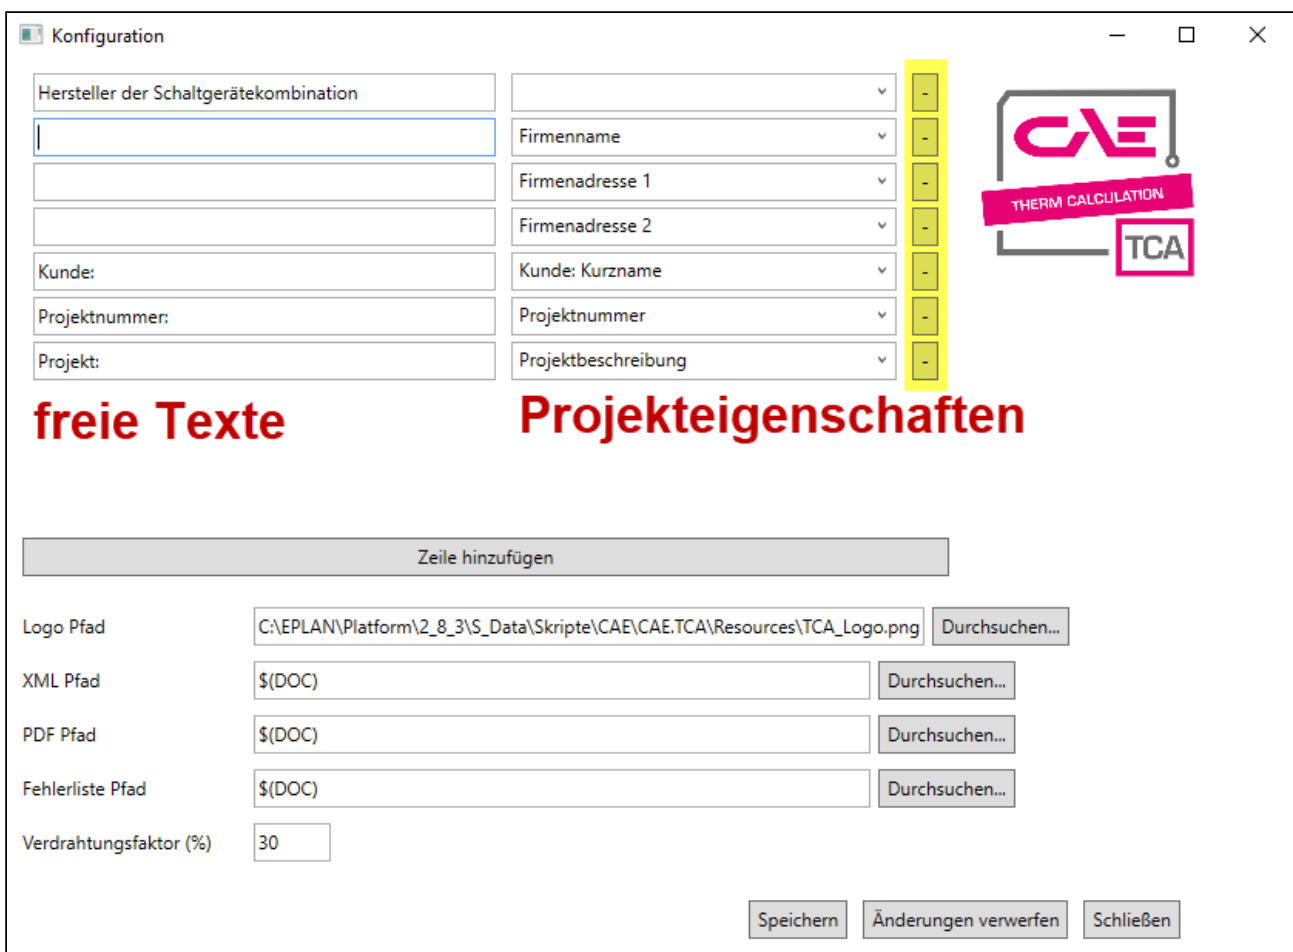 Konfiguration
Hersteller der Schaltgerätekombination -
Firmenname -
Firmenadresse 1 -
Firmenadresse 2 -
Kunde: Kunde: Kurzname -
Projektnummer: Projektnummer -
Projekt: Projektbeschreibung -
CAE
THERM CALCULATION
TCA
freie Texte Projekteigenschaften
Zeile hinzufügen
Logo Pfad C:\EPLAN\Platform\2_8_3\S_Data\Skripte\CAE\CAE.TCA\Resources\TCA_Logo.png Durchsuchen...
XML Pfad $(DOC) Durchsuchen...
PDF Pfad $(DOC) Durchsuchen...
Fehlerliste Pfad $(DOC) Durchsuchen...
Verdrahtungsfaktor (%) 30
Speichern Änderungen verwerfen Schließen